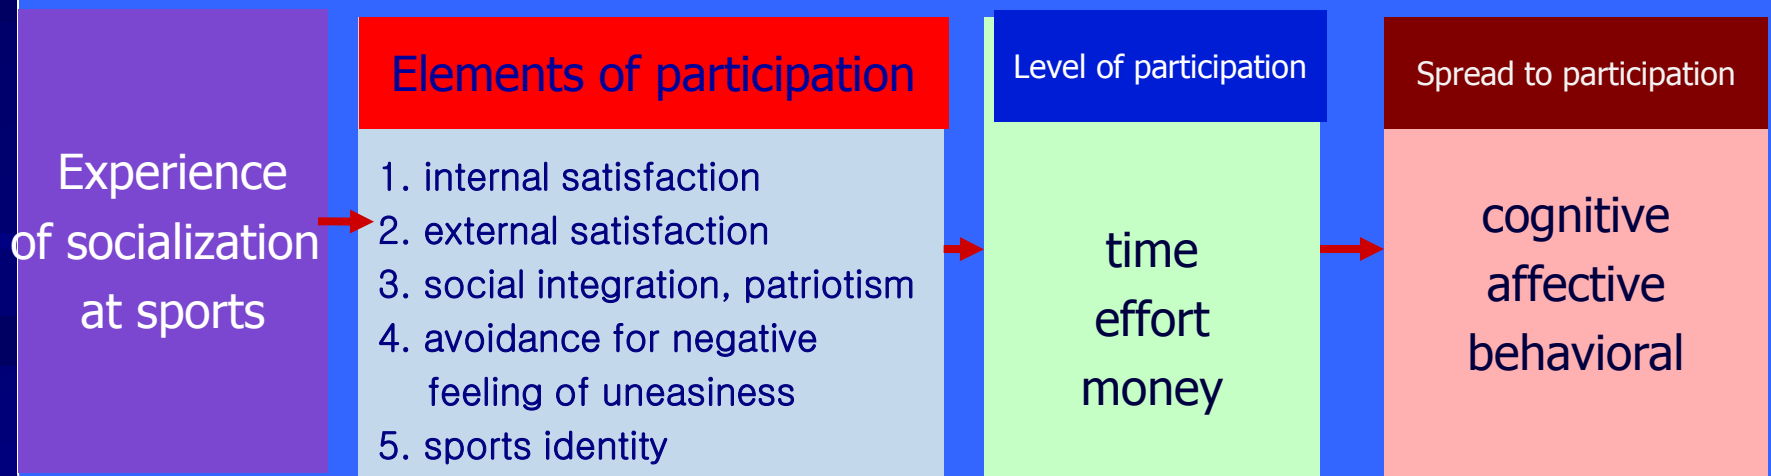 Experience
of socialization
at sports
Elements of participation
1. internal satisfaction
2. external satisfaction
3. social integration, patriotism
4. avoidance for negative
feeling of uneasiness
5. sports identity
Level of participation
time
effort
money
Spread to participation
cognitive
affective
behavioral